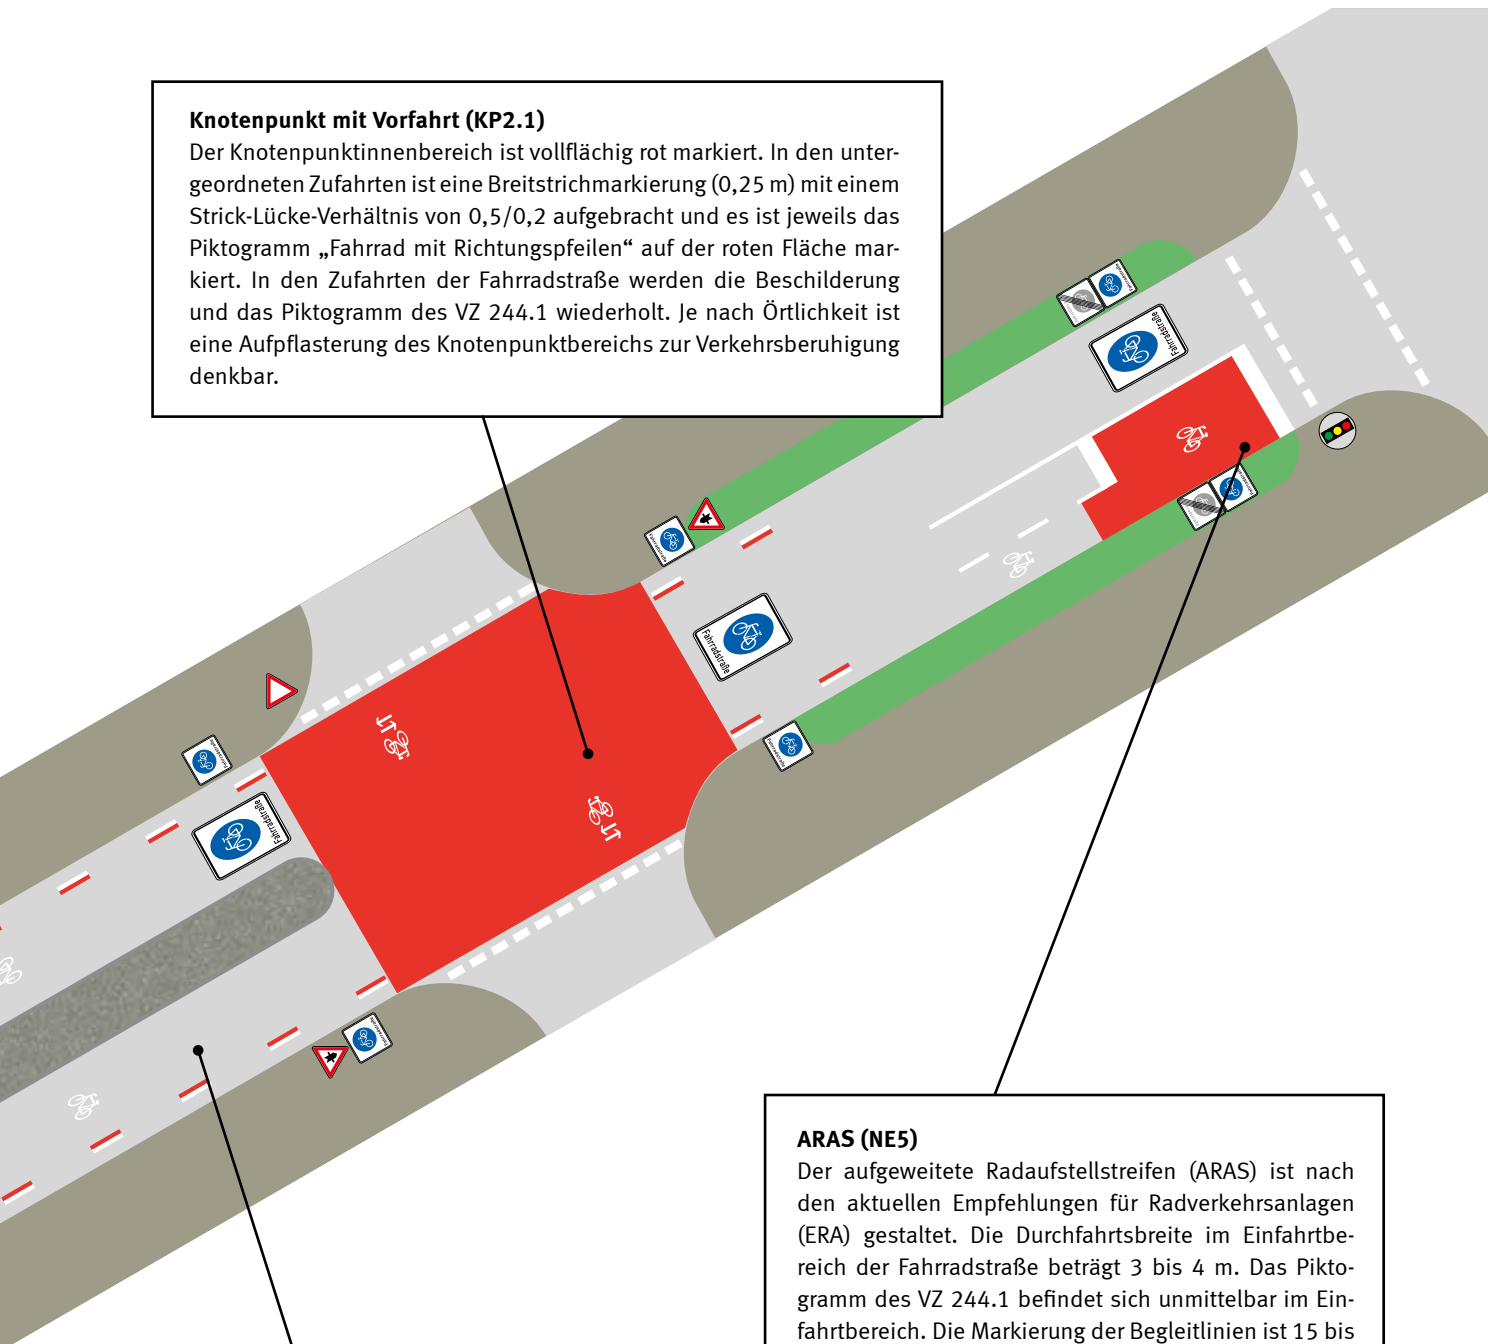 Knotenpunkt mit Vorfahrt (KP2.1)
Der Knotenpunktinnenbereich ist vollflächig rot markiert. In den unter-
geordneten Zufahrten ist eine Breitstrichmarkierung (0,25 m) mit einem
Strick-Lücke-Verhältnis von 0,5/0,2 aufgebracht und es ist jeweils das
Piktogramm „Fahrrad mit Richtungspfeilen“ auf der roten Fläche mar-
kiert. In den Zufahrten der Fahrradstraße werden die Beschilderung
und das Piktogramm des VZ 244.1 wiederholt. Je nach Örtlichkeit ist
eine Aufpflasterung des Knotenpunktbereichs zur Verkehrsberuhigung
denkbar.
Fahrradstraße
Fahrradstraße
Fahrradstraße
Fahrradstraße
Fahrradstraße
Fahrradstraße
Fahrradstraße
Fahrradstraße
Fahrradstraße
ARAS (NE5)
Der aufgeweitete Radaufstellstreifen (ARAS) ist nach
den aktuellen Empfehlungen für Radverkehrsanlagen
(ERA) gestaltet. Die Durchfahrtsbreite im Einfahrtbe-
reich der Fahrradstraße beträgt 3 bis 4 m. Das Pikto-
gramm des VZ 244.1 befindet sich unmittelbar im Ein-
fahrtbereich. Die Markierung der Begleitlinien ist 15 bis